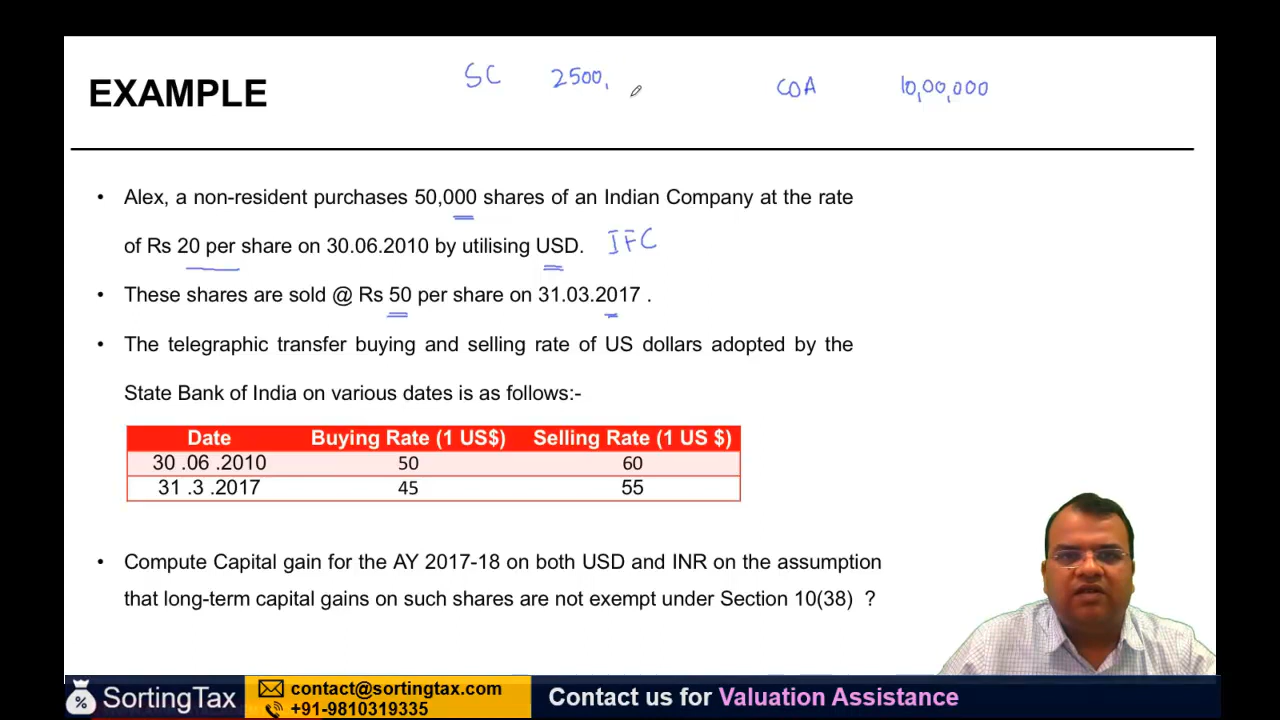 SC 2500, COA 10,00,000
EXAMPLE
• Alex, a non-resident purchases 50,000 shares of an Indian Company at the rate
of Rs 20 per share on 30.06.2010 by utilising USD. IFC
• These shares are sold @ Rs 50 per share on 31.03.2017 .
• The telegraphic transfer buying and selling rate of US dollars adopted by the
State Bank of India on various dates is as follows:-
Date Buying Rate (1 US$) Selling Rate (1 US $)
30 .06 .2010 50 60
31 .3 .2017 45 55
• Compute Capital gain for the AY 2017-18 on both USD and INR on the assumption
that long-term capital gains on such shares are not exempt under Section 10(38) ?
% SortingTax
contact@sortingtax.com
+91-9810319335
Contact us for Valuation Assistance